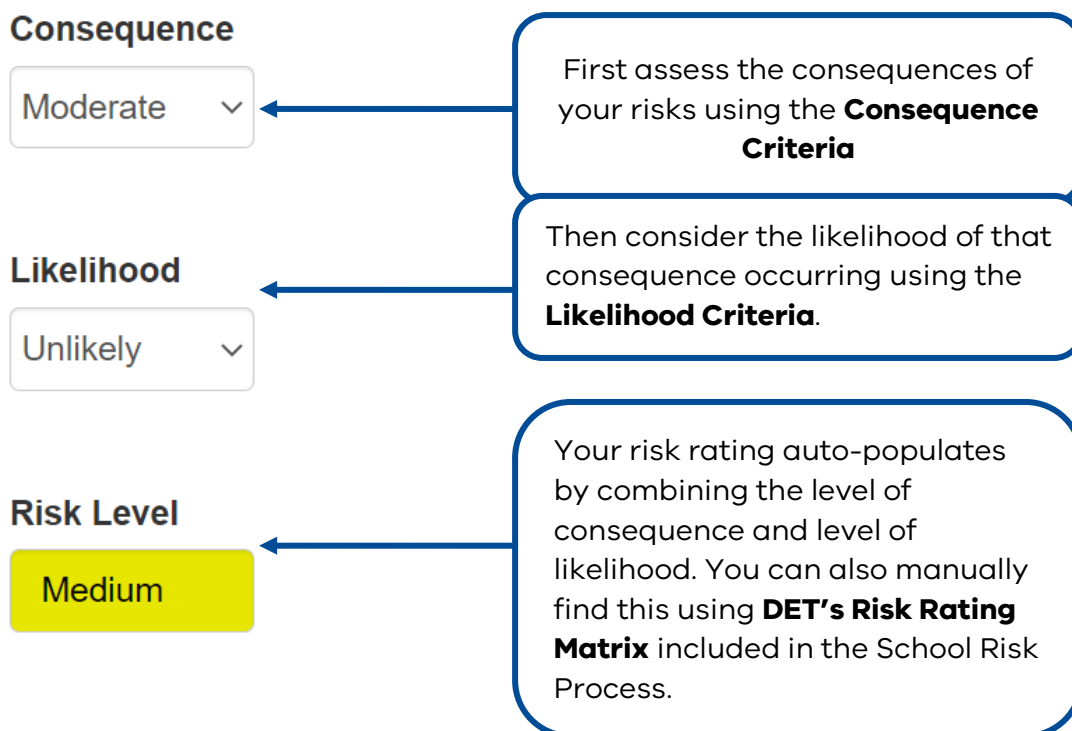 Consequence
Moderate
First assess the consequences of
your risks using the Consequence
Criteria
Likelihood
Unlikely
Then consider the likelihood of that
consequence occurring using the
Likelihood Criteria.
Risk Level
Medium
Your risk rating auto-populates
by combining the level of
consequence and level of
likelihood. You can also manually
find this using DET’s Risk Rating
Matrix included in the School Risk
Process.